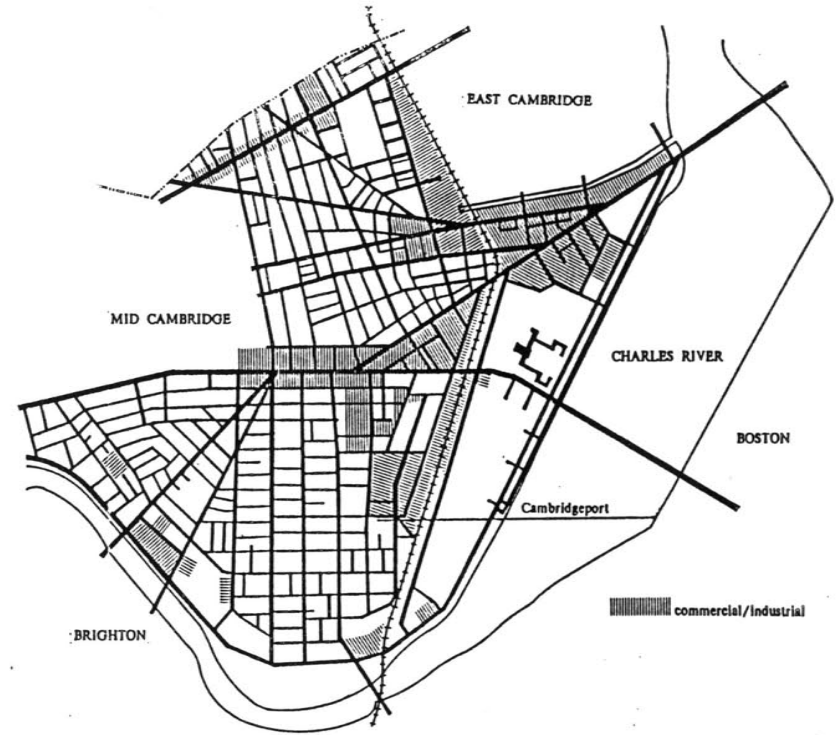 EAST CAMBRIDGE
MID CAMBRIDGE
CHARLES RIVER
BOSTON
Cambridgeport
commercial/industrial
BRIGHTON